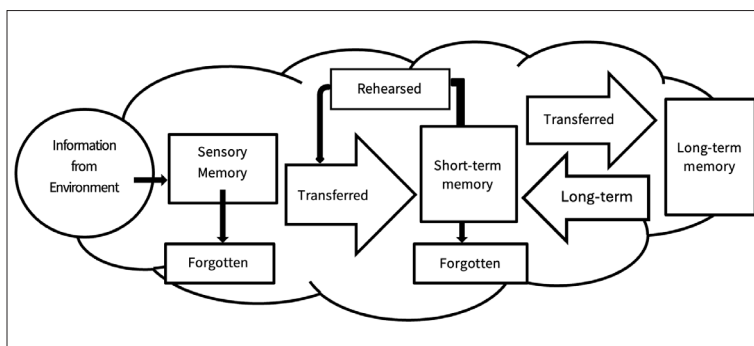 Information
from
Environment
Sensory
Memory
Forgotten
Rehearsed
Transferred
Short-term
memory
Forgotten
Transferred
Long-term
Long-term
memory